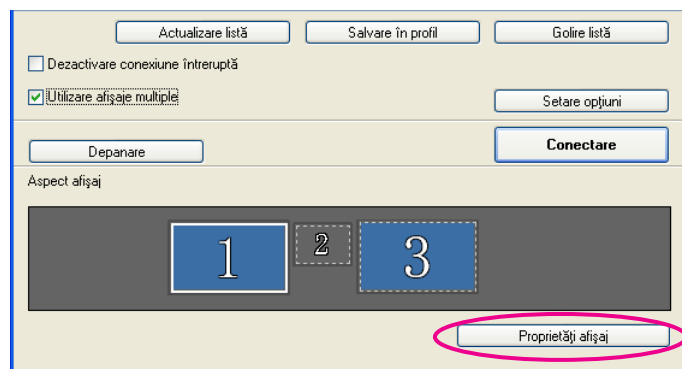 Actualizare listă Salvare în profil Golire listă
Dezactivare conexiune întreruptă
Utilizare afişaje multiple
Setare opţiuni
Depanare Conectare
Aspect afişaj
1 2 3
Proprietăţi afişaj